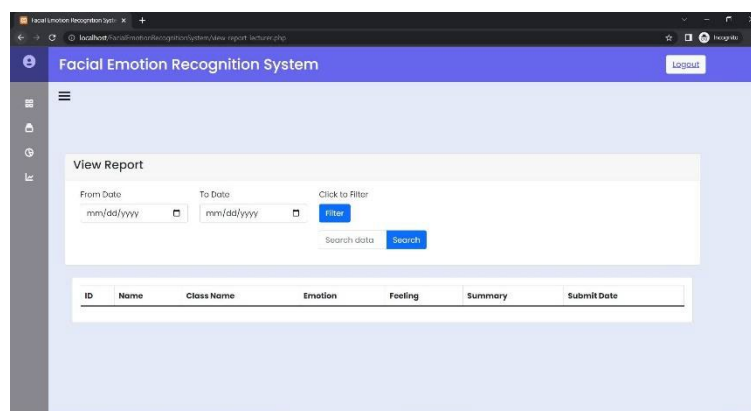 Facial Emotion Recognition Syste
localhost/FacialEmotionRecognitionSystem/view-report-lecturer.php
Incognito
Facial Emotion Recognition System
Logout
View Report
From Date To Date Click to Filter
mm/dd/yyyy mm/dd/yyyy Filter
Search data Search
ID Name Class Name Emotion Feeling Summary Submit Date